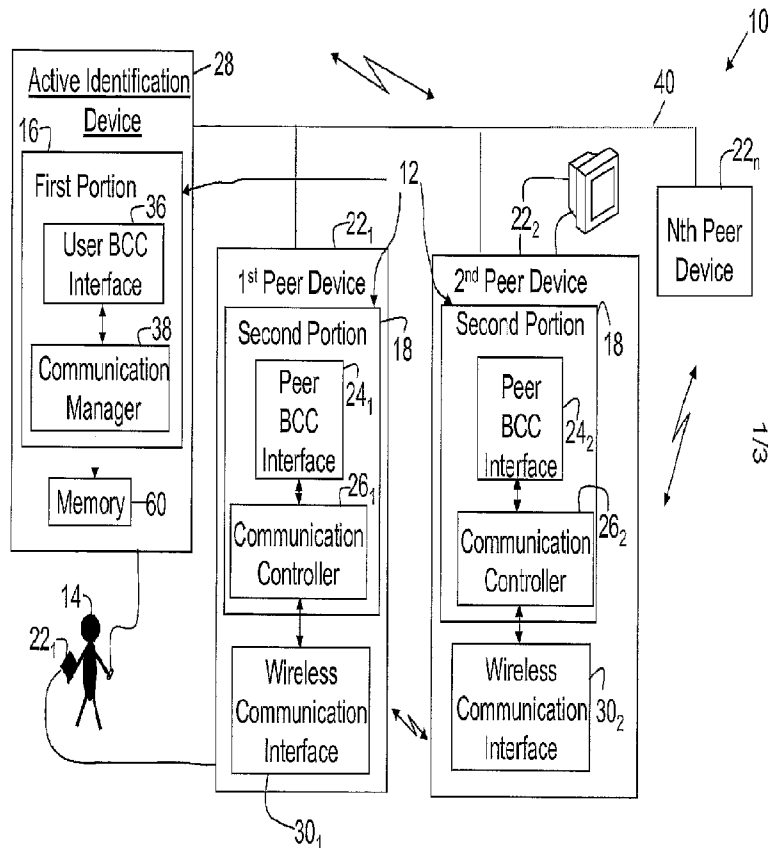 10
Active Identification
Device
28
16
First Portion
36
User BCC
Interface
38
Communication
Manager
Memory
60
40
12
22₁
1st Peer Device
Second Portion
18
Peer
BCC
Interface
24₁
26₁
Communication
Controller
Wireless
Communication
Interface
30₁
22₂
2nd Peer Device
Second Portion
18
Peer
BCC
Interface
24₂
26₂
Communication
Controller
Wireless
Communication
Interface
30₂
22n
Nth Peer
Device
14
22₁
1/3